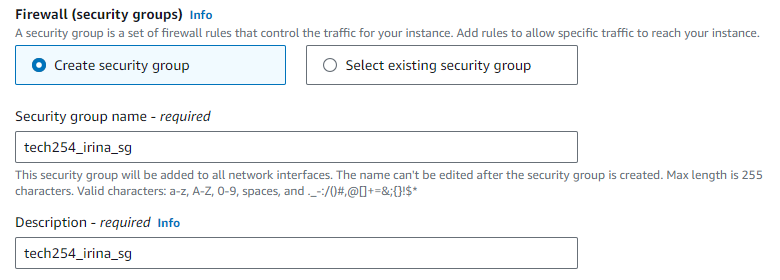 Firewall (security groups) Info
A security group is a set of firewall rules that control the traffic for your instance. Add rules to allow specific traffic to reach your instance.
Create security group
Select existing security group
Security group name - required
tech254_irina_sg
This security group will be added to all network interfaces. The name can't be edited after the security group is created. Max length is 255
characters. Valid characters: a-z, A-Z, 0-9, spaces, and ._-:/()#,@[]+=&;{}!$*
Description - required Info
tech254_irina_sg